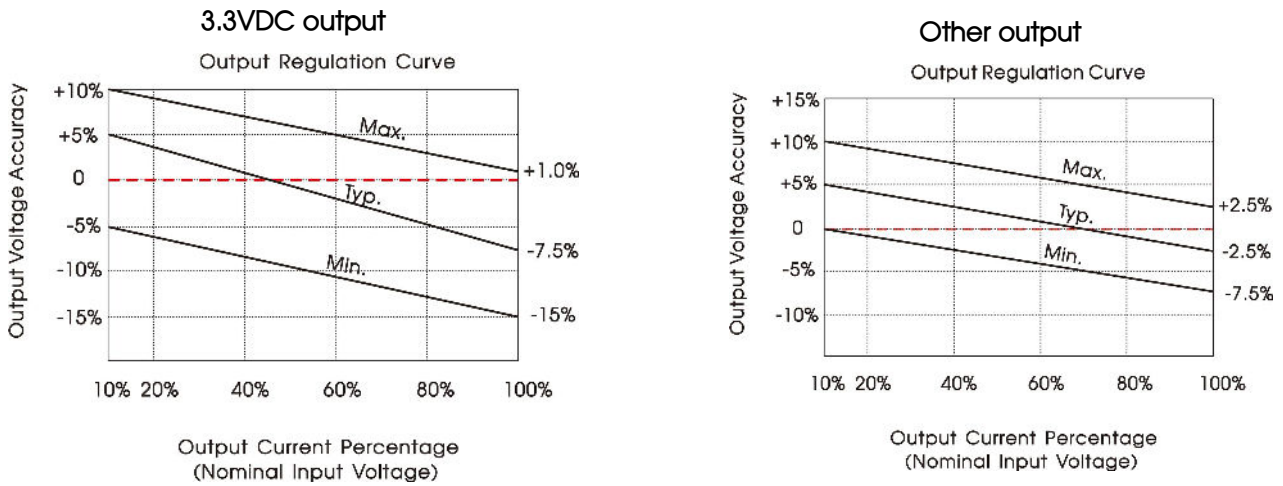 3.3VDC output
Output Regulation Curve
Output Voltage Accuracy
+10%
+5%
0
-5%
-10%
-15%
Max.
Typ.
Min.
+1.0%
-7.5%
-15%
10% 20% 40% 60% 80% 100%
Output Current Percentage
(Nominal Input Voltage)
Other output
Output Regulation Curve
Output Voltage Accuracy
+15%
+10%
+5%
0
-5%
-10%
Max.
Typ.
Min.
+2.5%
-2.5%
-7.5%
10% 20% 40% 60% 80% 100%
Output Current Percentage
(Nominal Input Voltage)